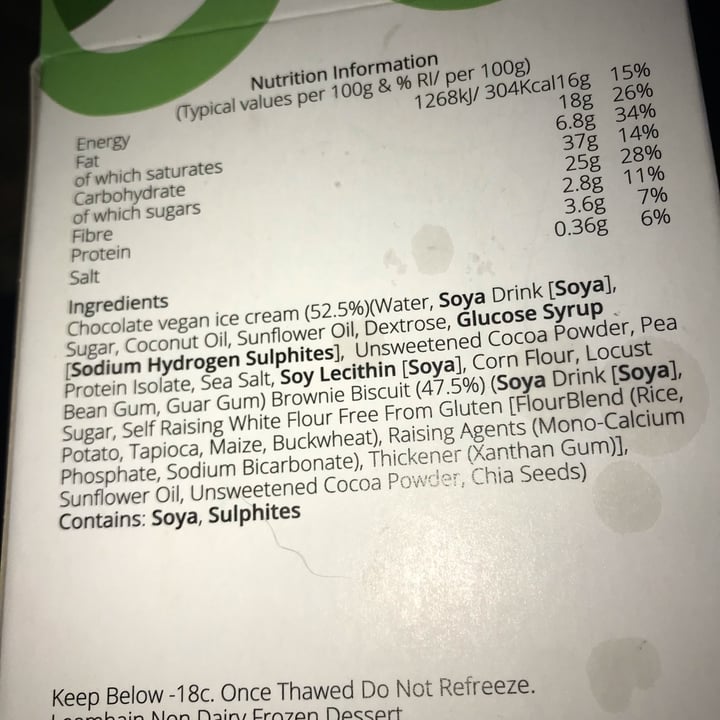 Nutrition Information
(Typical values per 100g & % RI/ per 100g)
Energy 1268kJ/ 304Kcal16g 15%
Fat 18g 26%
of which saturates 6.8g 34%
Carbohydrate 37g 14%
of which sugars 25g 28%
Fibre 2.8g 11%
Protein 3.6g 7%
Salt 0.36g 6%
Ingredients
Chocolate vegan ice cream (52.5%)(Water, Soya Drink [Soya],
Sugar, Coconut Oil, Sunflower Oil, Dextrose, Glucose Syrup
[Sodium Hydrogen Sulphites], Unsweetened Cocoa Powder, Pea
Protein Isolate, Sea Salt, Soy Lecithin [Soya], Corn Flour, Locust
Bean Gum, Guar Gum) Brownie Biscuit (47.5%) (Soya Drink [Soya],
Sugar, Self Raising White Flour Free From Gluten [FlourBlend (Rice,
Potato, Tapioca, Maize, Buckwheat), Raising Agents (Mono-Calcium
Phosphate, Sodium Bicarbonate), Thickener (Xanthan Gum)],
Sunflower Oil, Unsweetened Cocoa Powder, Chia Seeds)
Contains: Soya, Sulphites
Keep Below -18c. Once Thawed Do Not Refreeze.
Non Dairy Frozen Dessert